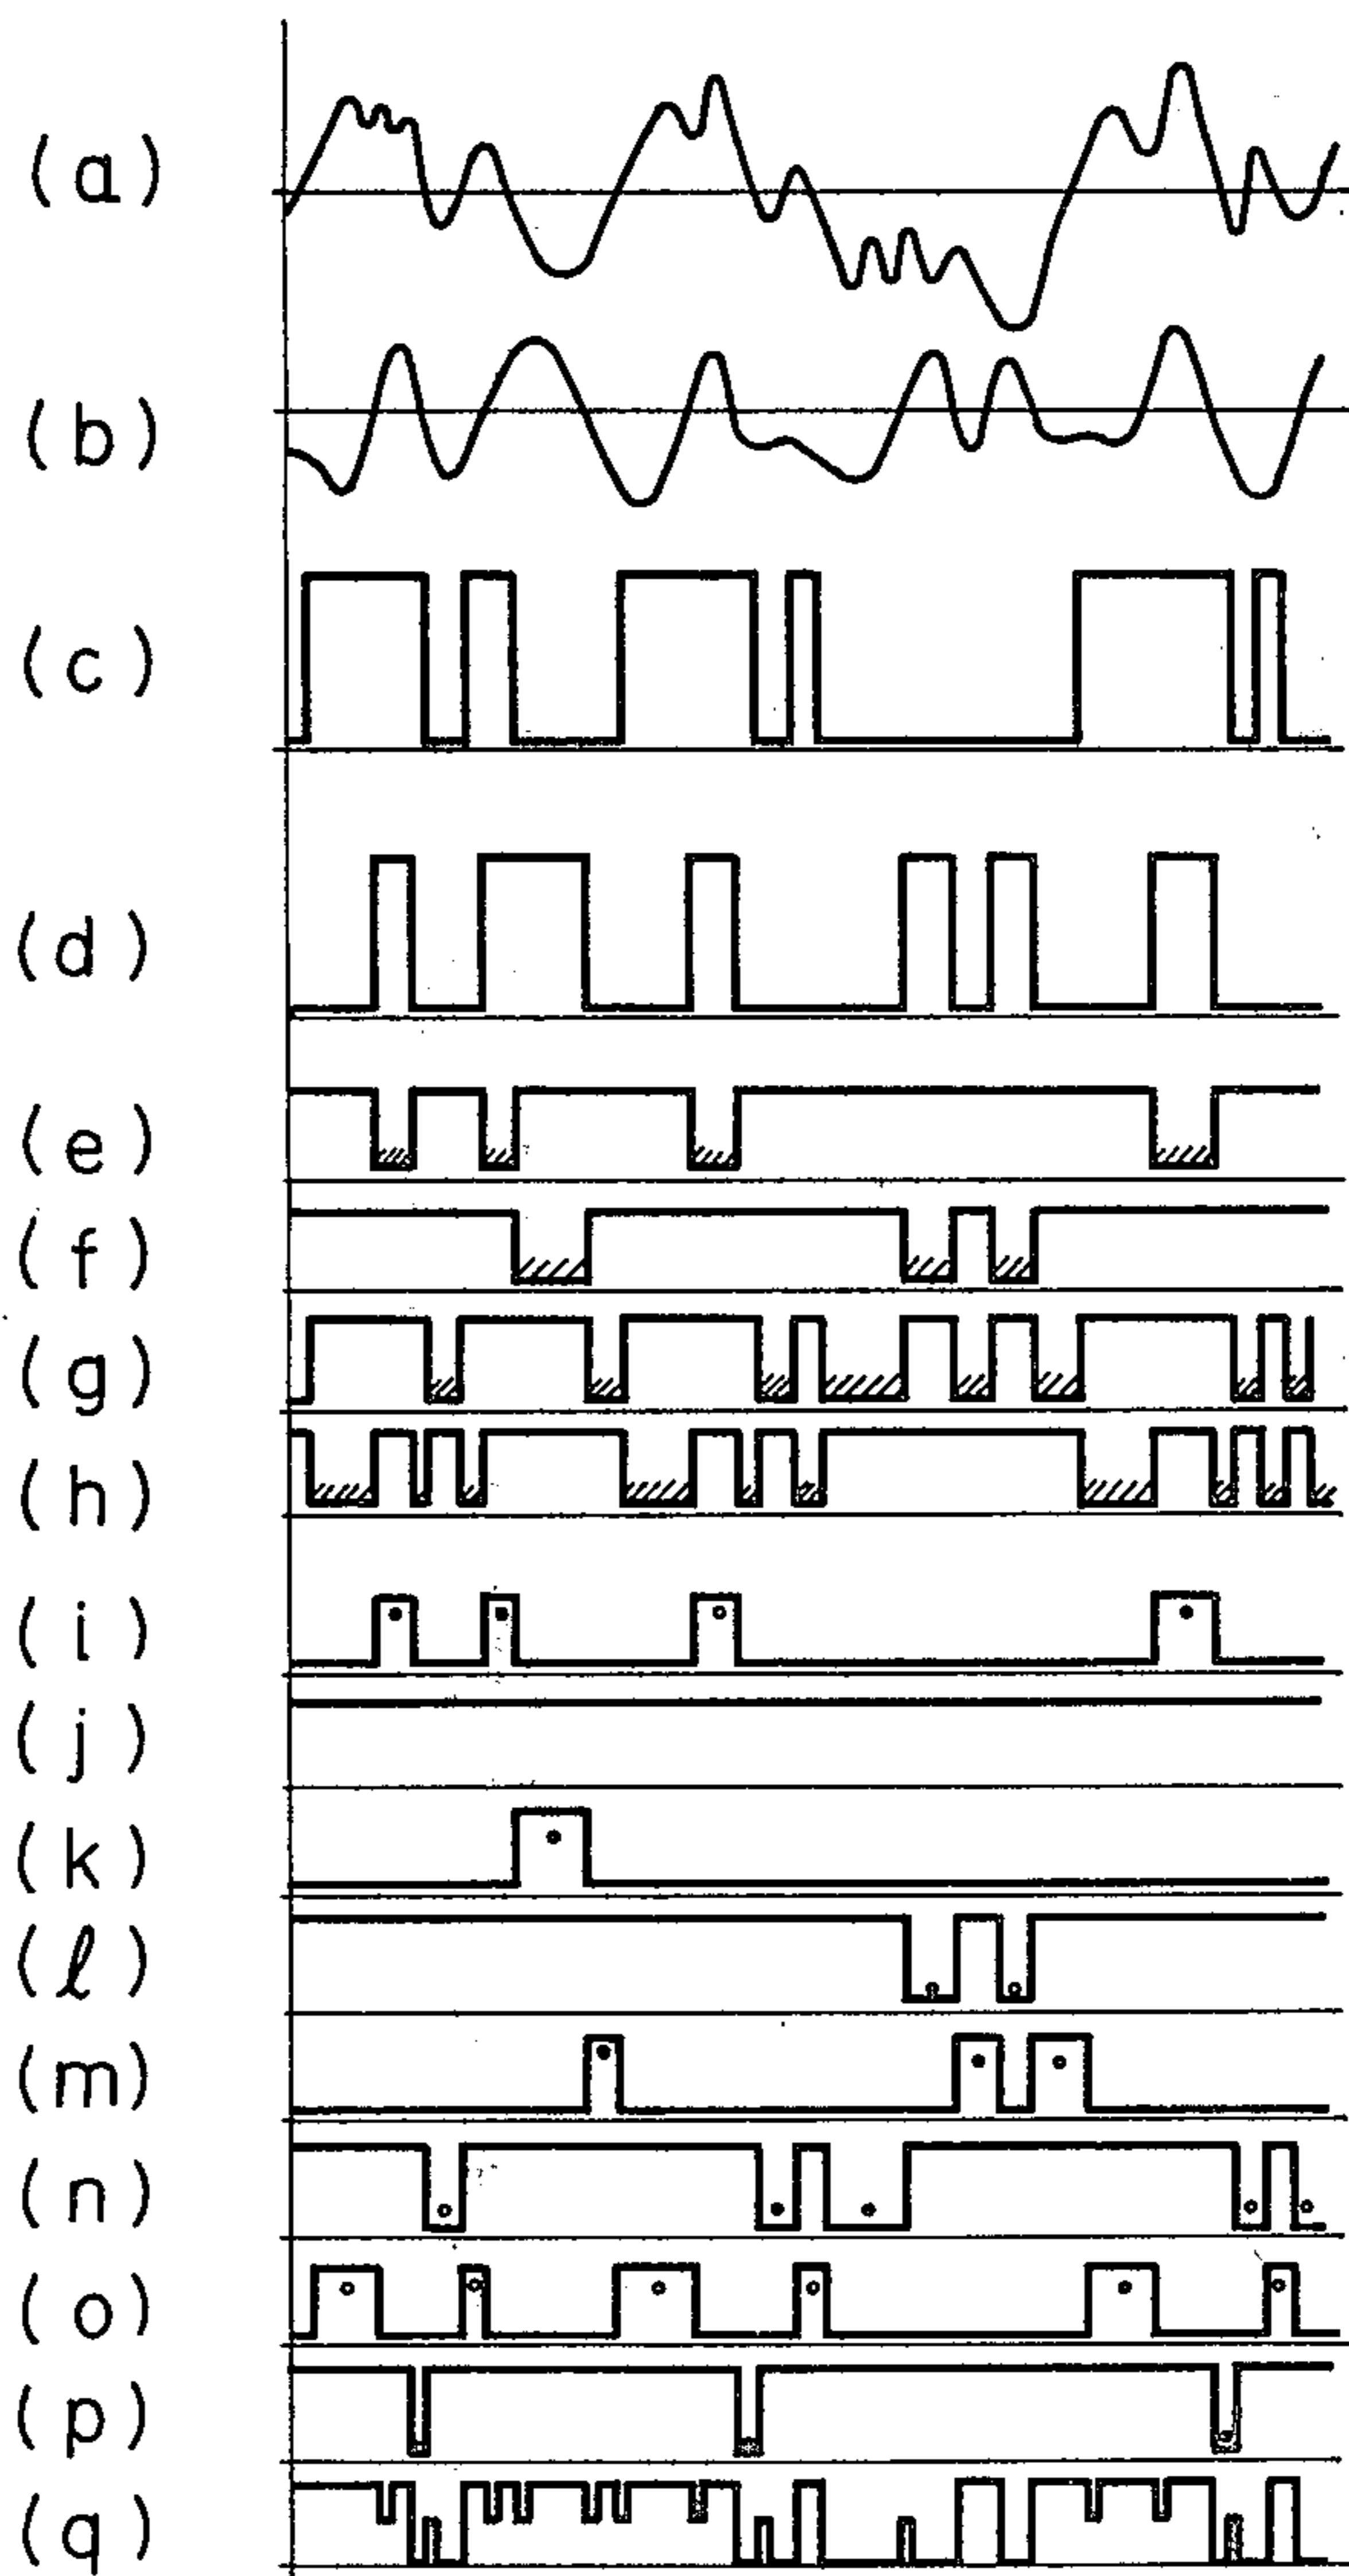 (a)
(b)
(c)
(d)
(e)
(f)
(g)
(h)
(i)
(j)
(k)
(ℓ)
(m)
(n)
(o)
(p)
(q)